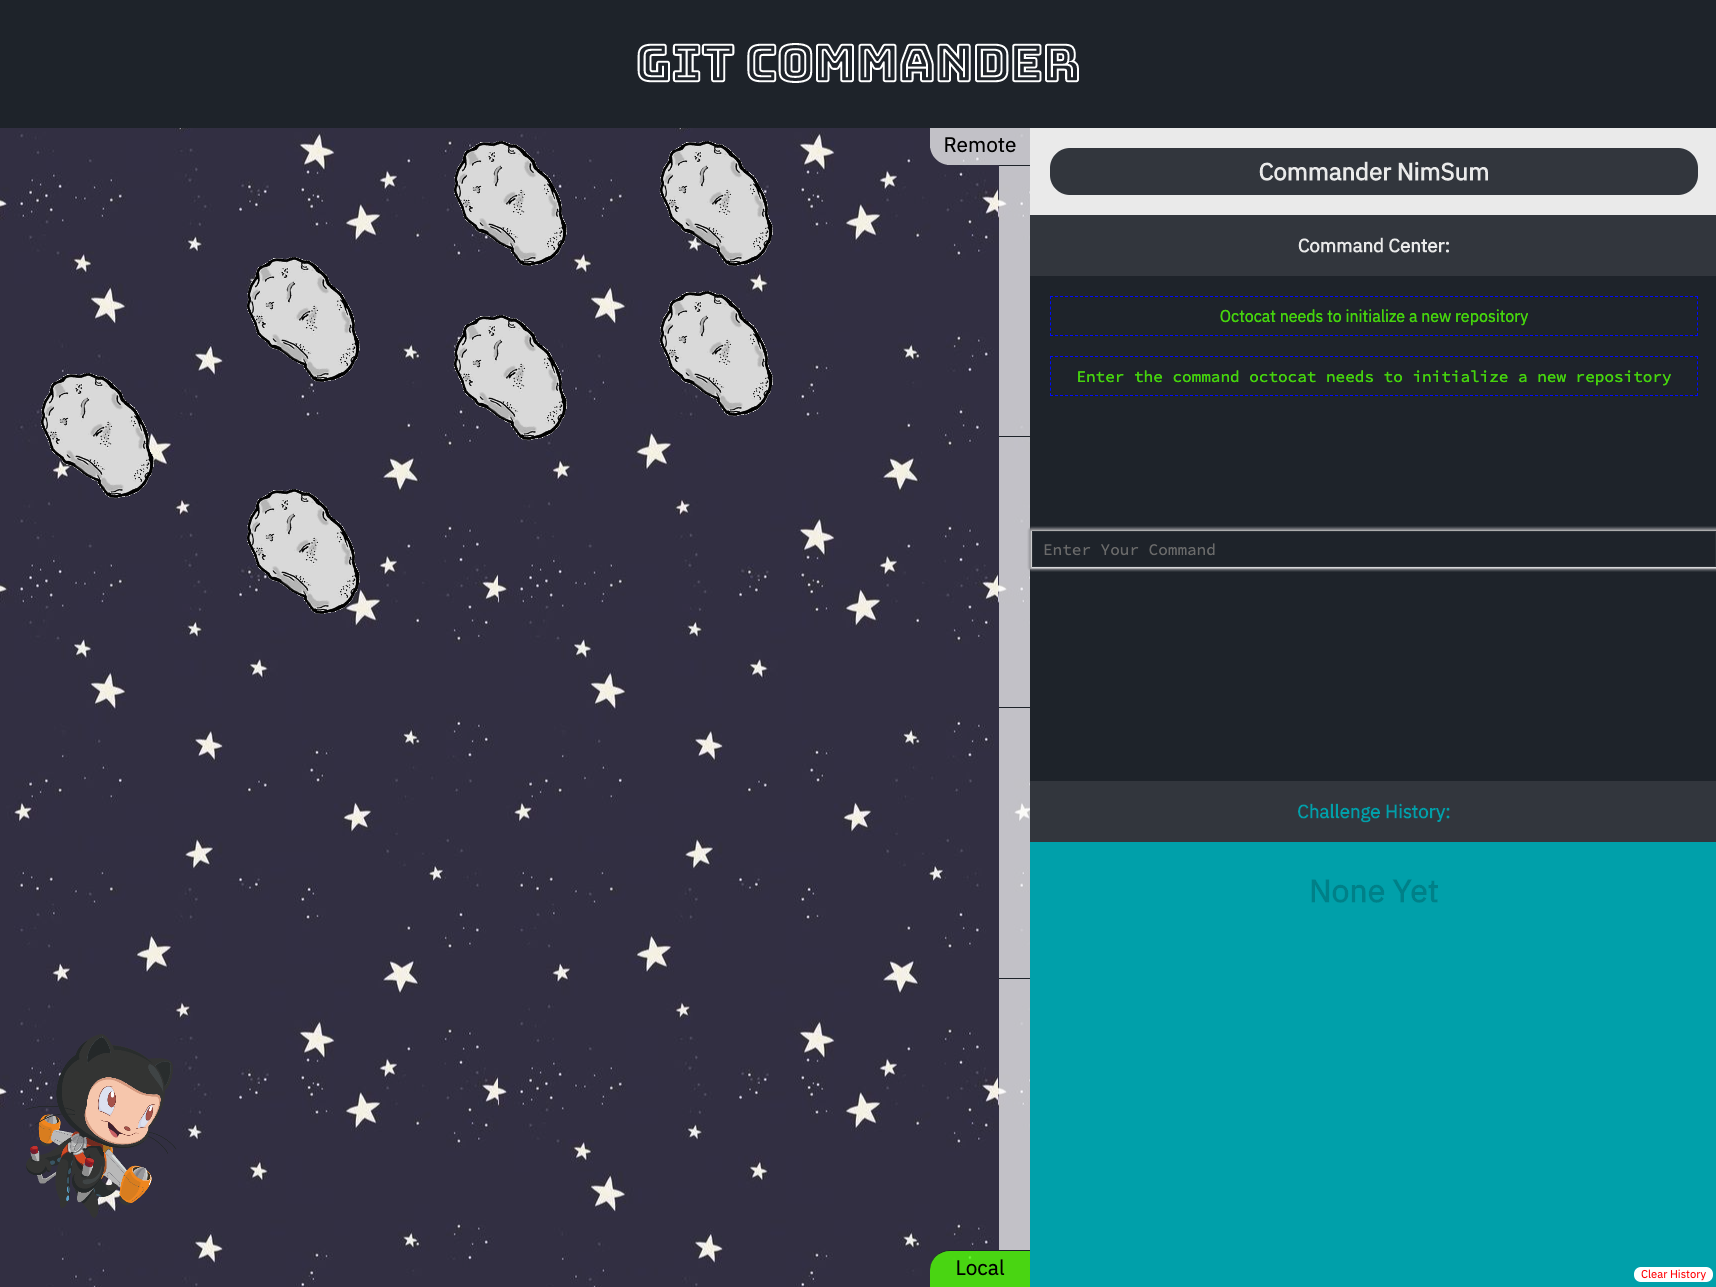 GIT COMMANDER
Remote
Commander NimSum
Command Center:
Octocat needs to initialize a new repository
Enter the command octocat needs to initialize a new repository
Enter Your Command
Challenge History:
None Yet
Local
Clear History